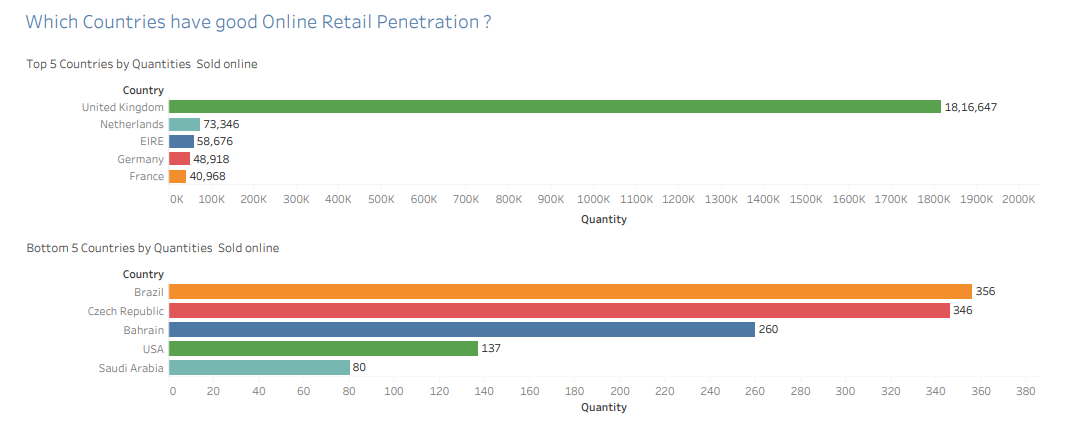 Which Countries have good Online Retail Penetration ?
Top 5 Countries by Quantities Sold online
Country
United Kingdom 18,16,647
Netherlands 73,346
EIRE 58,676
Germany 48,918
France 40,968
0K 100K 200K 300K 400K 500K 600K 700K 800K 900K 1000K 1100K 1200K 1300K 1400K 1500K 1600K 1700K 1800K 1900K 2000K
Quantity
Bottom 5 Countries by Quantities Sold online
Country
Brazil 356
Czech Republic 346
Bahrain 260
USA 137
Saudi Arabia 80
0 20 40 60 80 100 120 140 160 180 200 220 240 260 280 300 320 340 360 380
Quantity